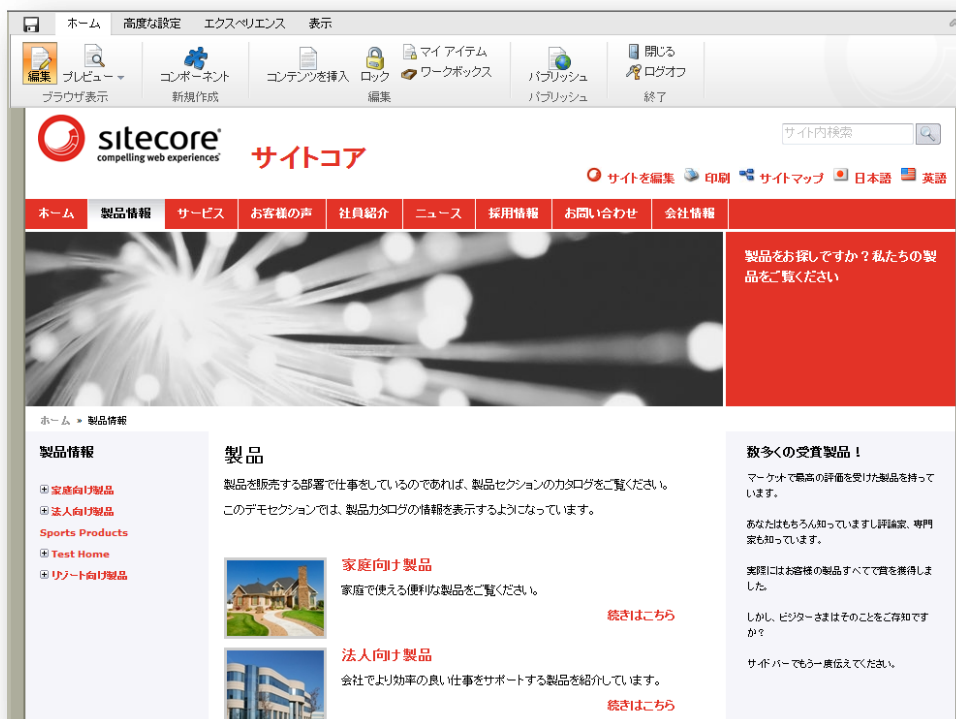 ホーム 高度な設定 エクスペリエンス 表示
編集 プレビュー コンポーネント コンテンツを挿入 ロック マイ アイテム ワークボックス パブリッシュ 閉じる ログオフ
ブラウザ表示 新規作成 編集 パブリッシュ 終了
sitecore
compelling web experiences
サイトコア
サイト内検索
サイトを編集 印刷 サイトマップ 日本語 英語
ホーム 製品情報 サービス お客様の声 社員紹介 ニュース 採用情報 お問い合わせ 会社情報
製品をお探しですか？私たちの製
品をご覧ください
ホーム » 製品情報
製品情報
家庭向け製品
法人向け製品
Sports Products
Test Home
リゾート向け製品
製品
製品を販売する部署で仕事をしているのであれば、製品セクションのカタログをご覧ください。
このデモセクションでは、製品カタログの情報を表示するようになっています。
家庭向け製品
家庭で使える便利な製品をご覧ください。
続きはこちら
法人向け製品
会社でより効率の良い仕事をサポートする製品を紹介しています。
続きはこちら
数多くの受賞製品！
マーケットで最高の評価を受けた製品を持って
います。
あなたはもちろん知っていますし評論家、専門
家も知っています。
実際にはお客様の製品すべてで賞を獲得しま
した。
しかし、ビジターさまはそのことをご存知です
か？
サイドバーでもう一度伝えてください。